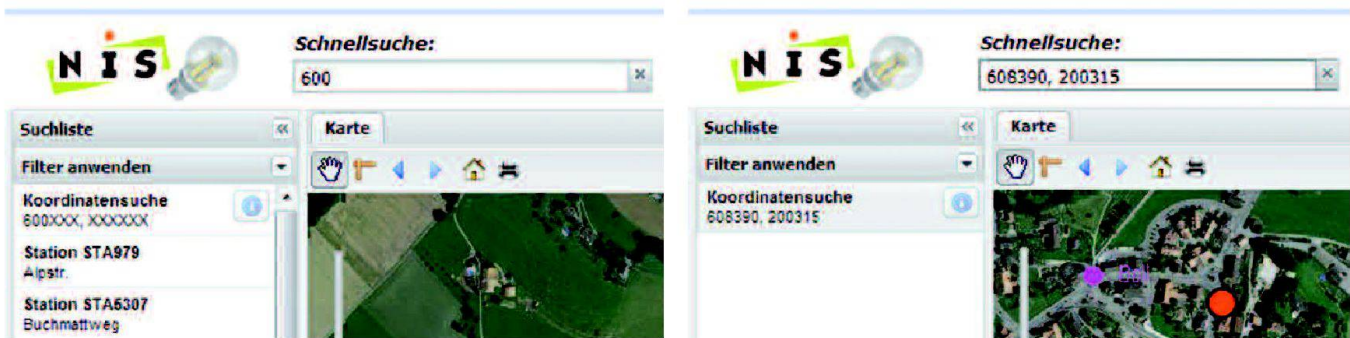 NIS
Schnellsuche:
600
Suchliste
Karte
Filter anwenden
Koordinatensuche
600XXX, XXXXXX
Station STA979
Alpstr.
Station STA5307
Buchmattweg
NIS
Schnellsuche:
608390, 200315
Suchliste
Karte
Filter anwenden
Koordinatensuche
608390, 200315